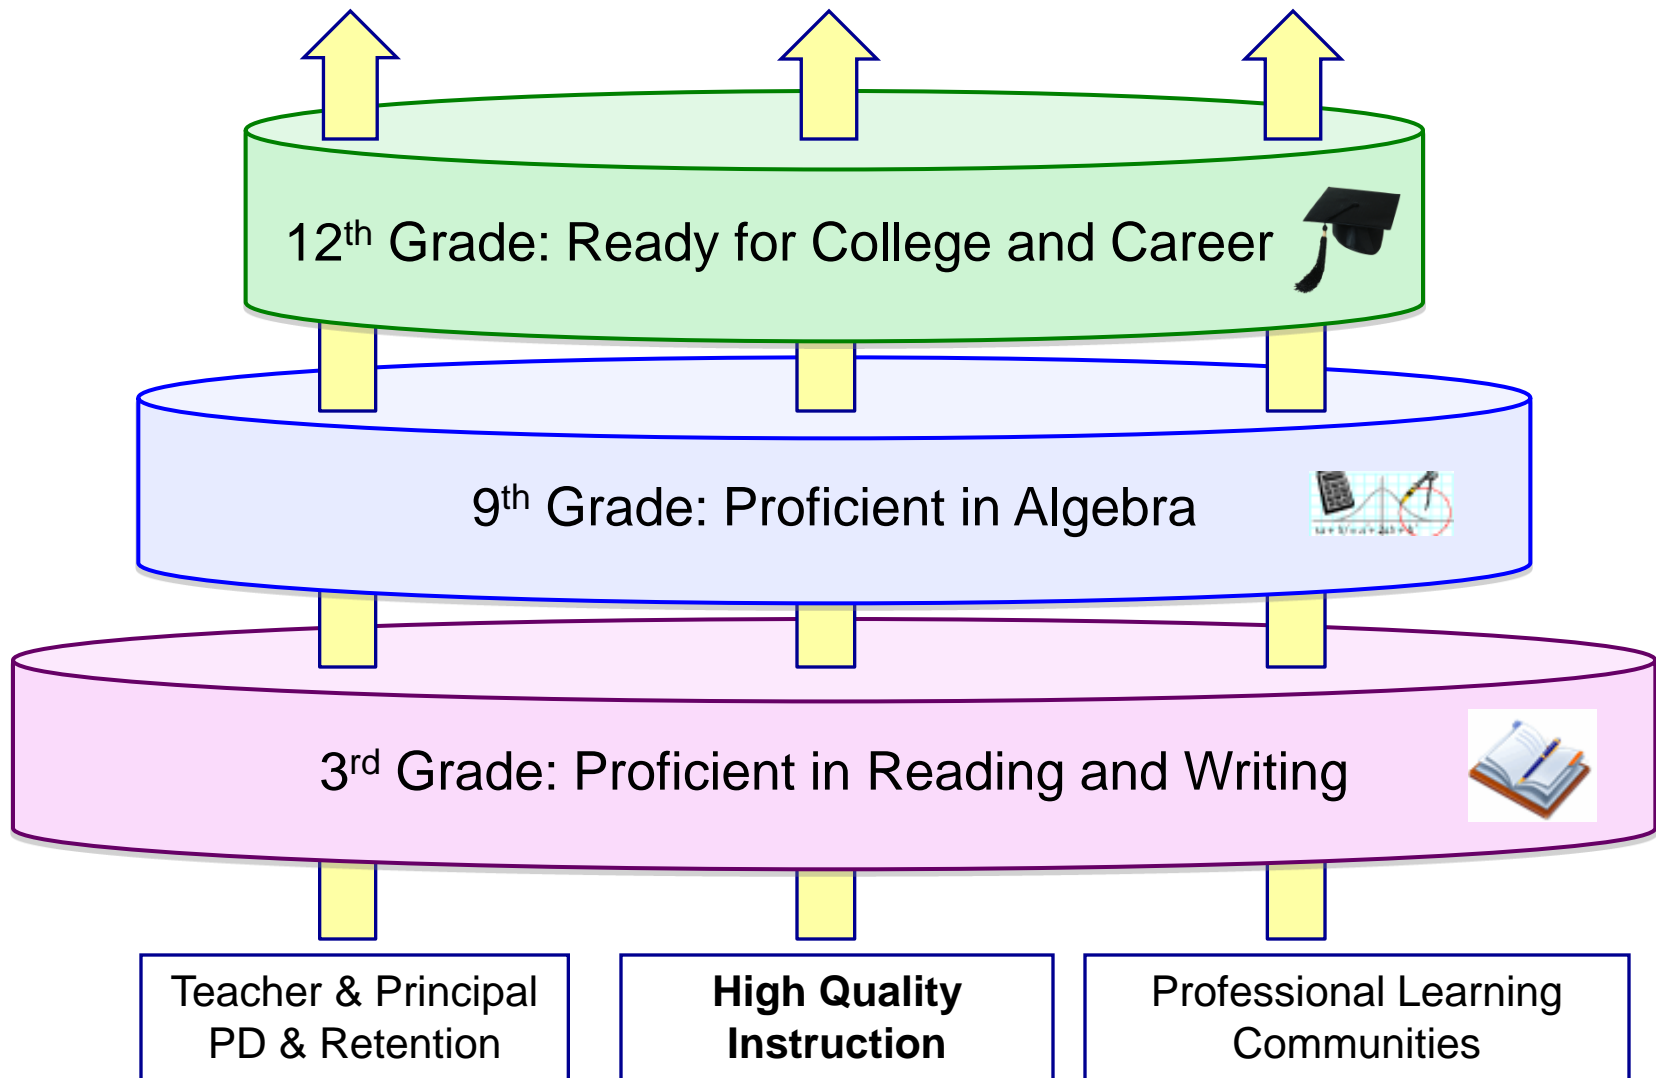 12th Grade: Ready for College and Career
9th Grade: Proficient in Algebra
3rd Grade: Proficient in Reading and Writing
Teacher & Principal
PD & Retention
High Quality
Instruction
Professional Learning
Communities